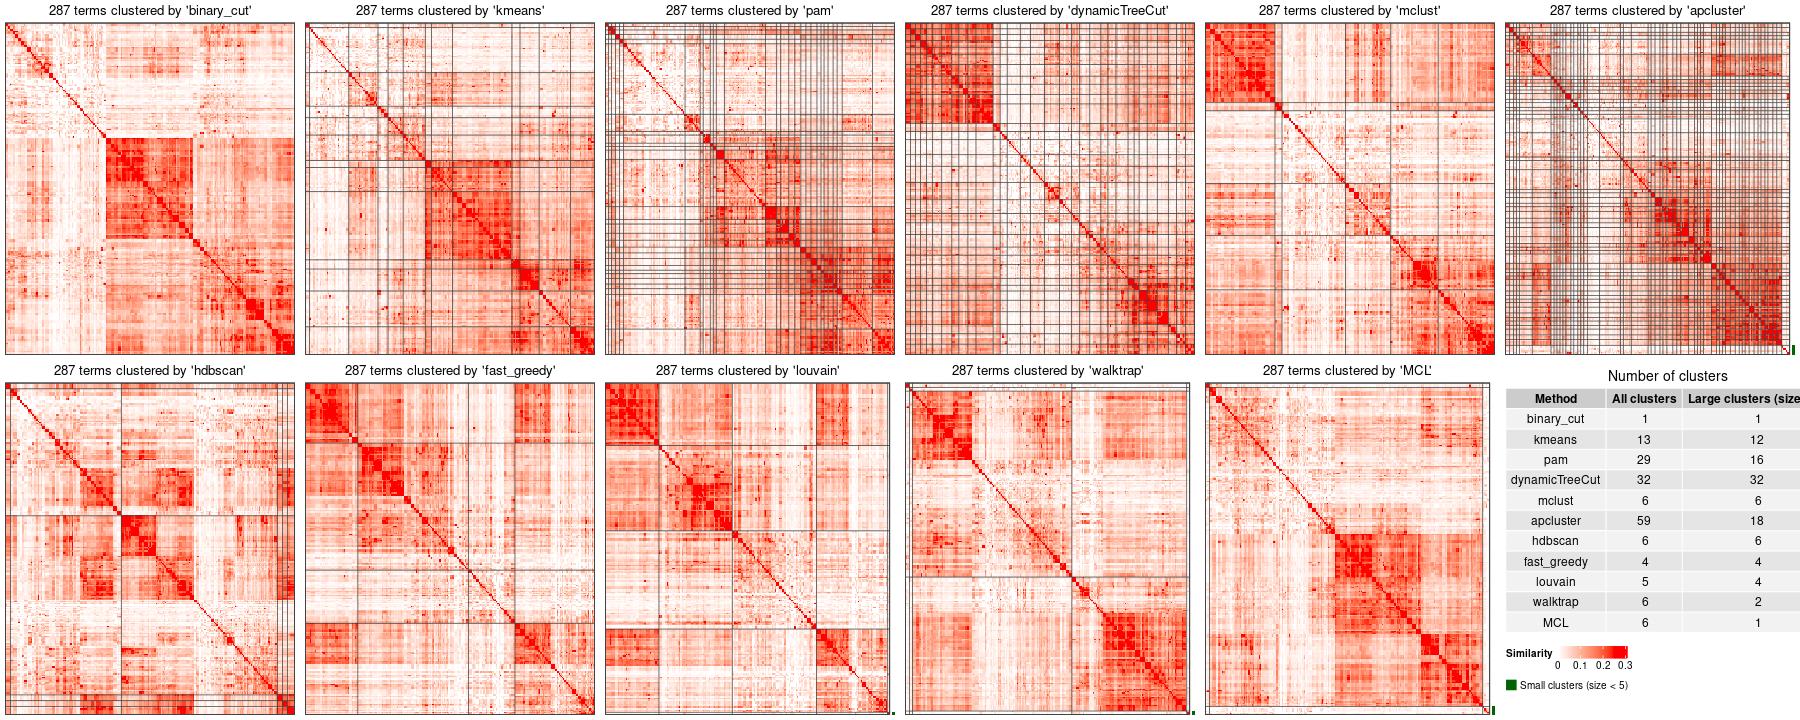 287 terms clustered by 'binary_cut'
287 terms clustered by 'kmeans'
287 terms clustered by 'pam'
287 terms clustered by 'dynamicTreeCut'
287 terms clustered by 'mclust'
287 terms clustered by 'apcluster'
287 terms clustered by 'hdbscan'
287 terms clustered by 'fast_greedy'
287 terms clustered by 'louvain'
287 terms clustered by 'walktrap'
287 terms clustered by 'MCL'
Number of clusters
Method All clusters Large clusters (size
binary_cut 1 1
kmeans 13 12
pam 29 16
dynamicTreeCut 32 32
mclust 6 6
apcluster 59 18
hdbscan 6 6
fast_greedy 4 4
louvain 5 4
walktrap 6 2
MCL 6 1
Similarity
0 0.1 0.2 0.3
Small clusters (size < 5)